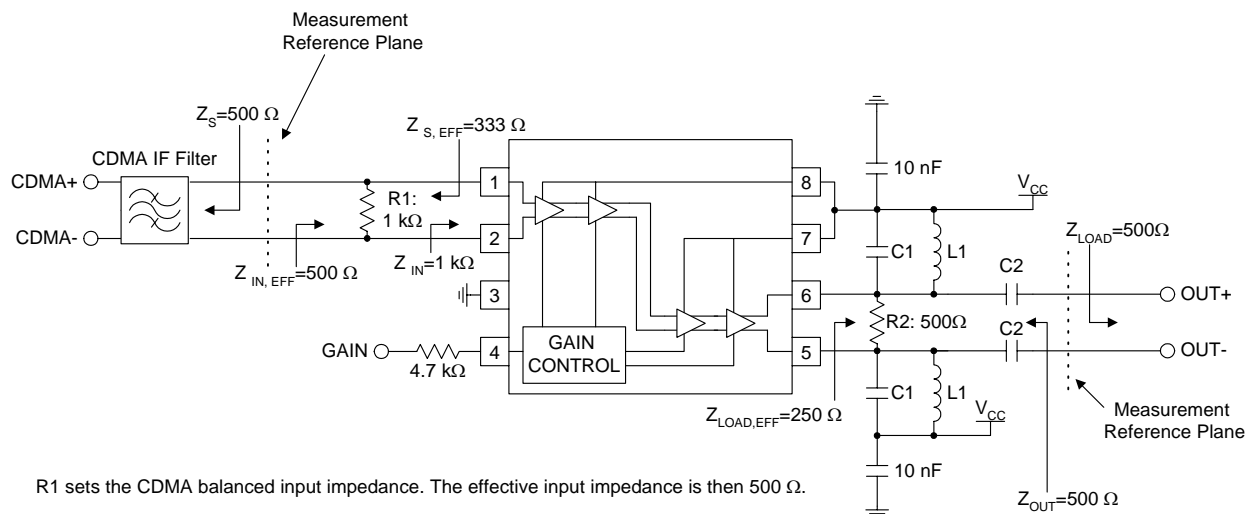 Measurement
Reference Plane
Z_S=500 Ω
Z_S, EFF=333 Ω
CDMA IF Filter
CDMA+
CDMA-
R1:
1 kΩ
Z_IN, EFF=500 Ω
Z_IN=1 kΩ
1
2
3
4
GAIN
4.7 kΩ
GAIN
CONTROL
8
7
6
5
10 nF
V_CC
C1
L1
Z_LOAD=500Ω
C2
OUT+
R2: 500Ω
C2
OUT-
C1
L1
Z_LOAD,EFF=250 Ω
V_CC
Measurement
Reference Plane
10 nF
Z_OUT=500 Ω
R1 sets the CDMA balanced input impedance. The effective input impedance is then 500 Ω.